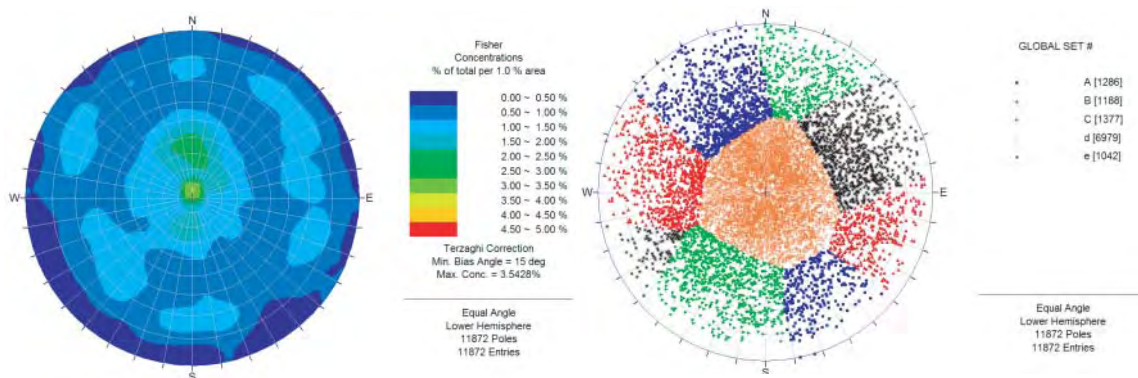 N
W
E
S
Fisher
Concentrations
% of total per 1.0 % area
0.00 ~ 0.50 %
0.50 ~ 1.00 %
1.00 ~ 1.50 %
1.50 ~ 2.00 %
2.00 ~ 2.50 %
2.50 ~ 3.00 %
3.00 ~ 3.50 %
3.50 ~ 4.00 %
4.00 ~ 4.50 %
4.50 ~ 5.00 %
Terzaghi Correction
Min. Bias Angle = 15 deg
Max. Conc. = 3.5428%
Equal Angle
Lower Hemisphere
11872 Poles
11872 Entries
N
W
E
S
GLOBAL SET #
A [1286]
B [1188]
C [1377]
d [6979]
e [1042]
Equal Angle
Lower Hemisphere
11872 Poles
11872 Entries